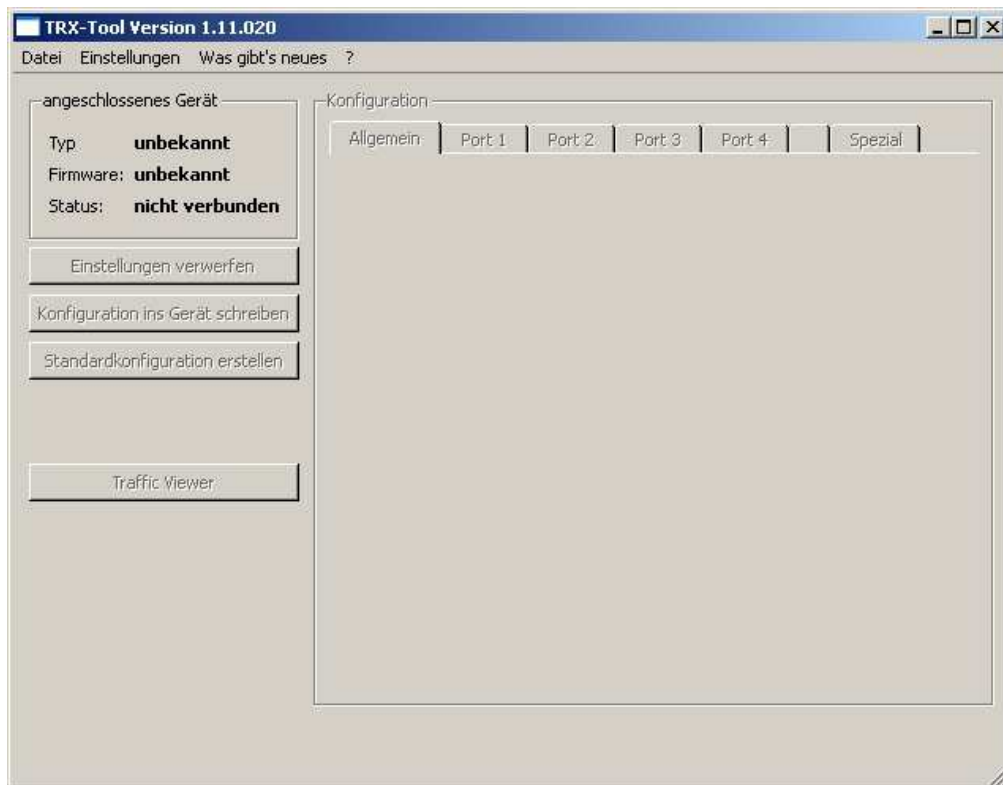 TRX-Tool Version 1.11.020
Datei Einstellungen Was gibt's neues ?
angeschlossenes Gerät
Typ unbekannt
Firmware: unbekannt
Status: nicht verbunden
Einstellungen verwerfen
Konfiguration ins Gerät schreiben
Standardkonfiguration erstellen
Traffic Viewer
Konfiguration
Allgemein Port 1 Port 2 Port 3 Port 4 Spezial